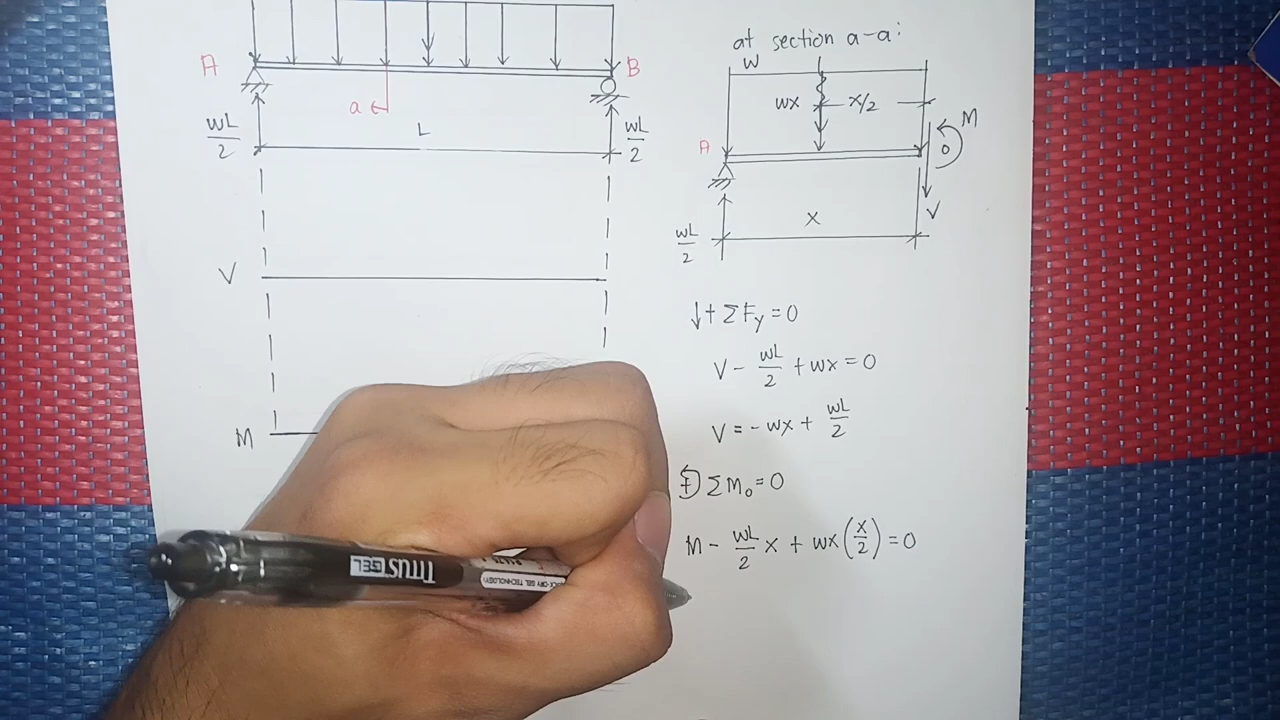 A
B
a
wL/2
L
wL/2
V
M
at section a-a:
w
wx
x/2
M
A
o
V
x
wL/2
↓+ ΣFy = 0
V - wL/2 + wx = 0
V = -wx + wL/2
ΣMo = 0
M - wL/2 x + wx(x/2) = 0
TITUS GEL